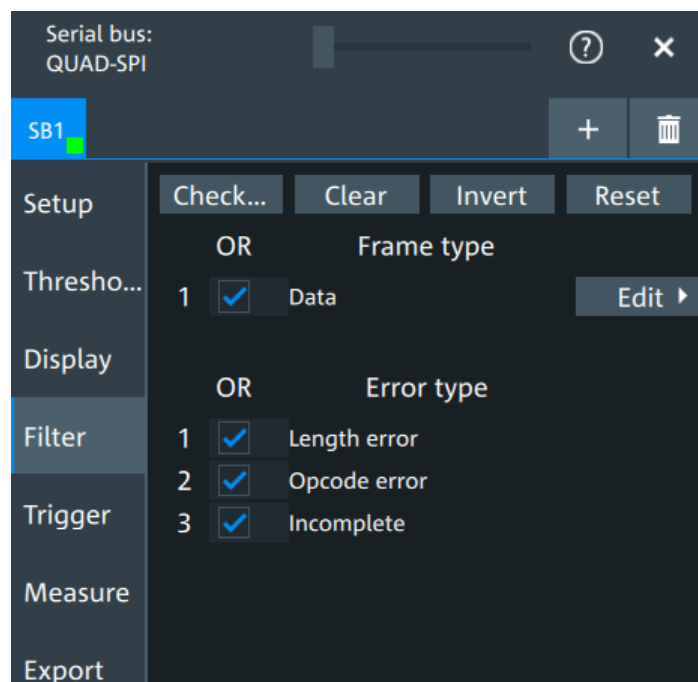 Serial bus:
QUAD-SPI
?
SB1
+
Setup
Thresho...
Display
Filter
Trigger
Measure
Export
Check... Clear Invert Reset
OR Frame type
1 Data Edit
OR Error type
1 Length error
2 Opcode error
3 Incomplete